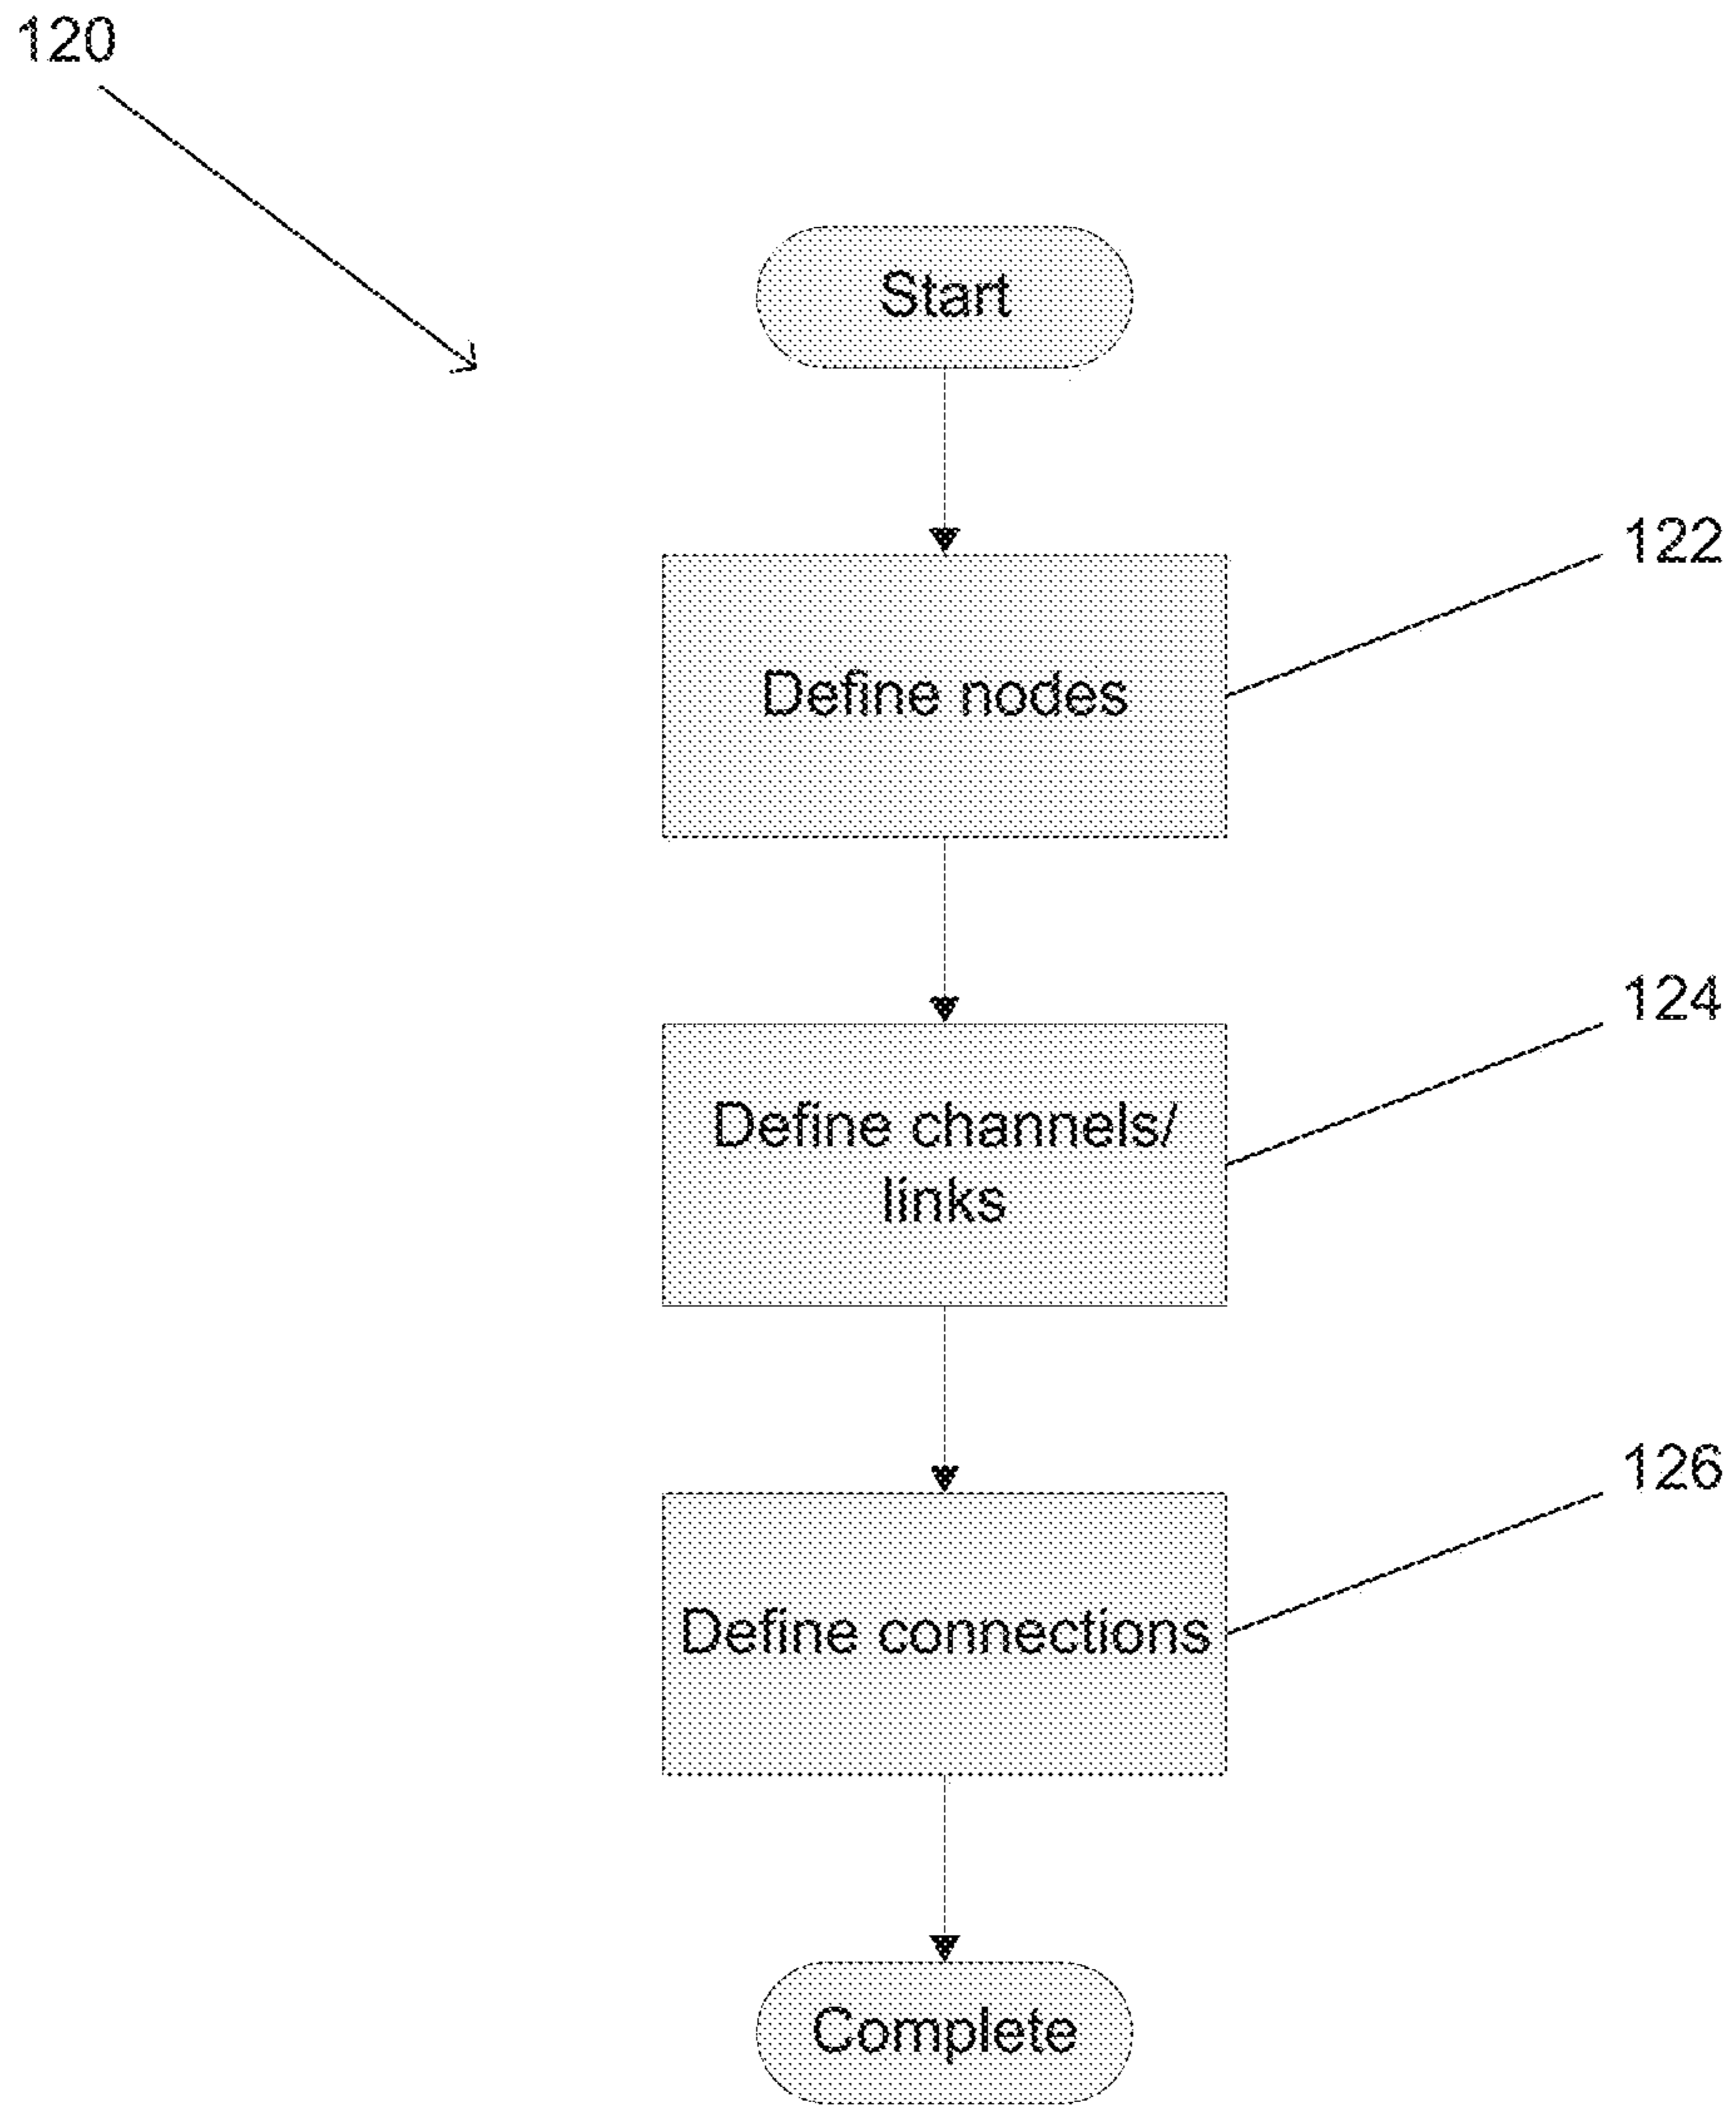 120
Start
122
Define nodes
124
Define channels/
links
126
Define connections
Complete